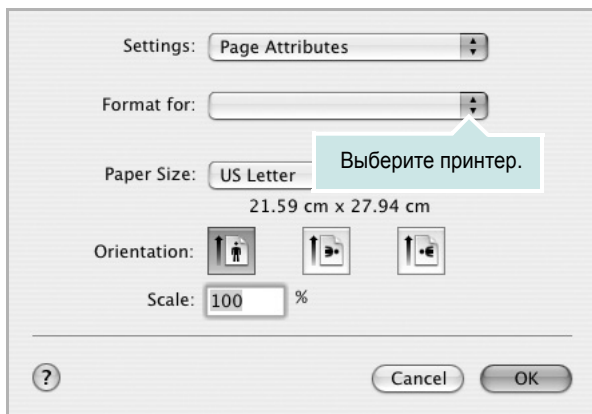 Settings: Page Attributes
Format for:
Выберите принтер.
Paper Size: US Letter
21.59 cm x 27.94 cm
Orientation:
Scale: 100 %
? Cancel OK